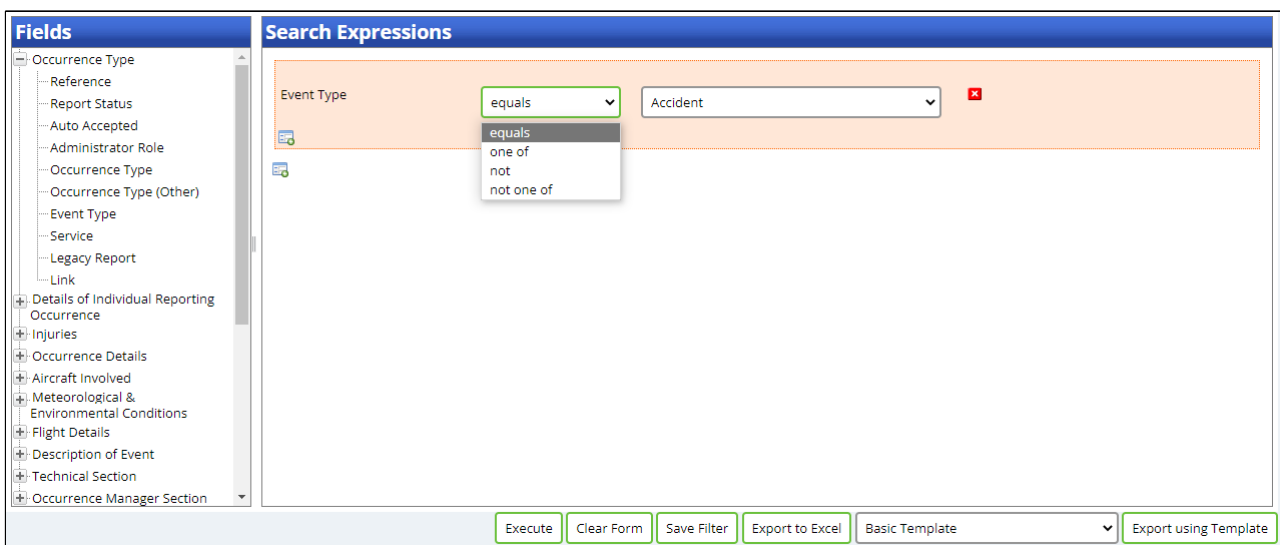 Fields
Occurrence Type
Reference
Report Status
Auto Accepted
Administrator Role
Occurrence Type
Occurrence Type (Other)
Event Type
Service
Legacy Report
Link
Details of Individual Reporting
Occurrence
Injuries
Occurrence Details
Aircraft Involved
Meteorological &
Environmental Conditions
Flight Details
Description of Event
Technical Section
Occurrence Manager Section
Search Expressions
Event Type equals Accident
equals
one of
not
not one of
Execute Clear Form Save Filter Export to Excel Basic Template Export using Template